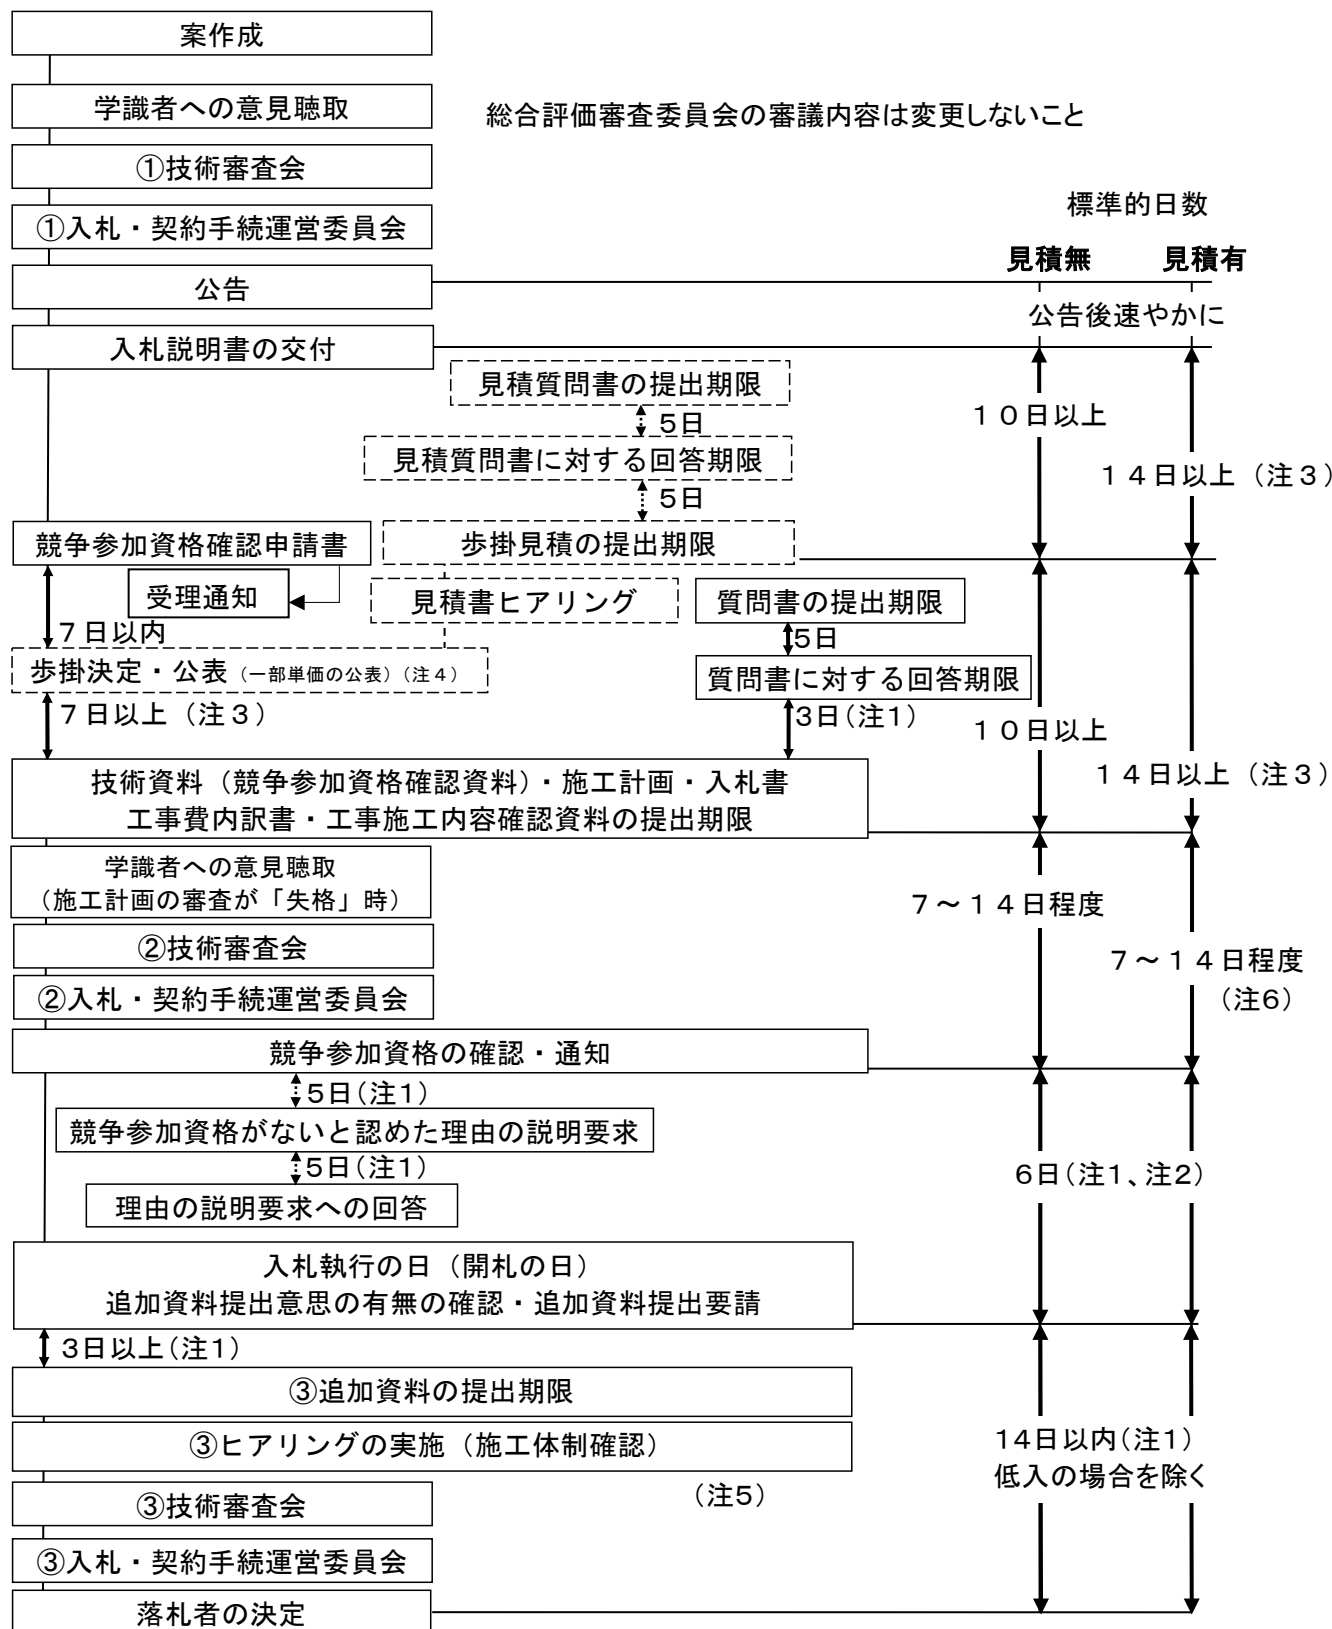 案作成
学識者への意見聴取
総合評価審査委員会の審議内容は変更しないこと
①技術審査会
標準的日数
①入札・契約手続運営委員会
見積無
見積有
公告
公告後速やかに
入札説明書の交付
見積質問書の提出期限
5日
１０日以上
見積質問書に対する回答期限
１４日以上（注３）
5日
競争参加資格確認申請書
歩掛見積の提出期限
受理通知
見積書ヒアリング
質問書の提出期限
７日以内
5日
歩掛決定・公表（一部単価の公表）（注４）
質問書に対する回答期限
７日以上（注３）
3日（注1）
１０日以上
技術資料（競争参加資格確認資料）・施工計画・入札書
工事費内訳書・工事施工内容確認資料の提出期限
１４日以上（注３）
学識者への意見聴取
（施工計画の審査が「失格」時）
７～１４日程度
②技術審査会
７～１４日程度
（注6）
②入札・契約手続運営委員会
競争参加資格の確認・通知
5日（注1）
競争参加資格がないと認めた理由の説明要求
5日（注1）
6日（注1、注2）
理由の説明要求への回答
入札執行の日（開札の日）
追加資料提出意思の有無の確認・追加資料提出要請
3日以上（注1）
③追加資料の提出期限
③ヒアリングの実施（施工体制確認）
14日以内（注1）
低入の場合を除く
（注5）
③技術審査会
③入札・契約手続運営委員会
落札者の決定